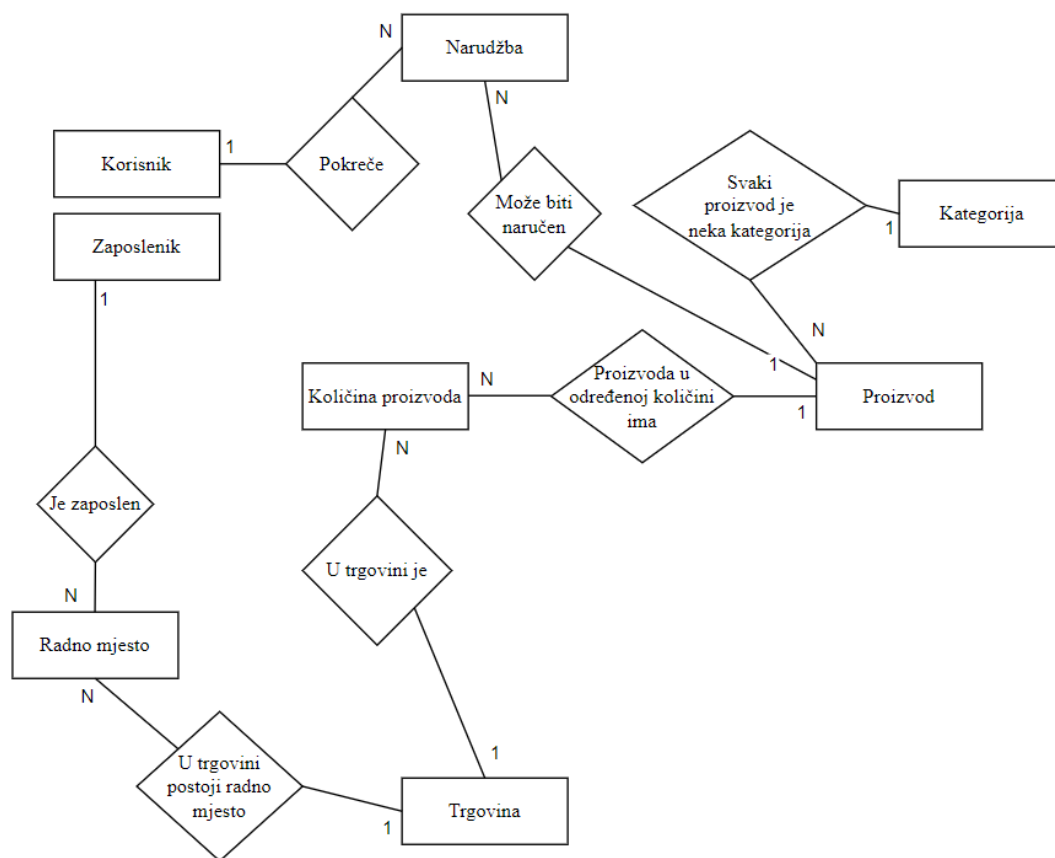 N
Narudžba
N
Korisnik
1
Pokreče
Zaposlenik
1
Može biti
naručen
Svaki
proizvod je
neka kategorija
1
Kategorija
N
1
Količina proizvoda
N
Proizvoda u
određenoj količini
ima
1
Proizvod
N
Je zaposlen
U trgovini je
N
Radno mjesto
N
U trgovini
postoji radno
mjesto
1
1
Trgovina